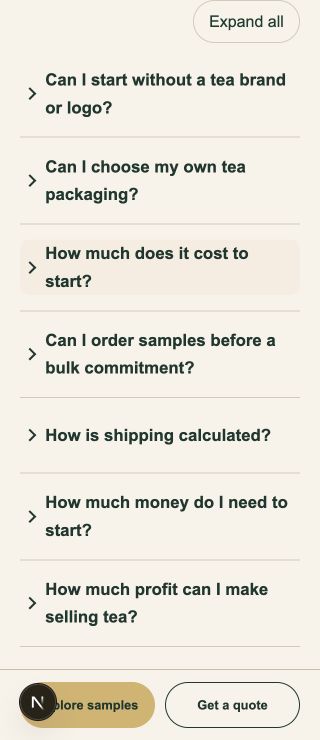 Expand all
Can I start without a tea brand
or logo?
Can I choose my own tea
packaging?
How much does it cost to
start?
Can I order samples before a
bulk commitment?
How is shipping calculated?
How much money do I need to
start?
How much profit can I make
selling tea?
N
plore samples
Get a quote